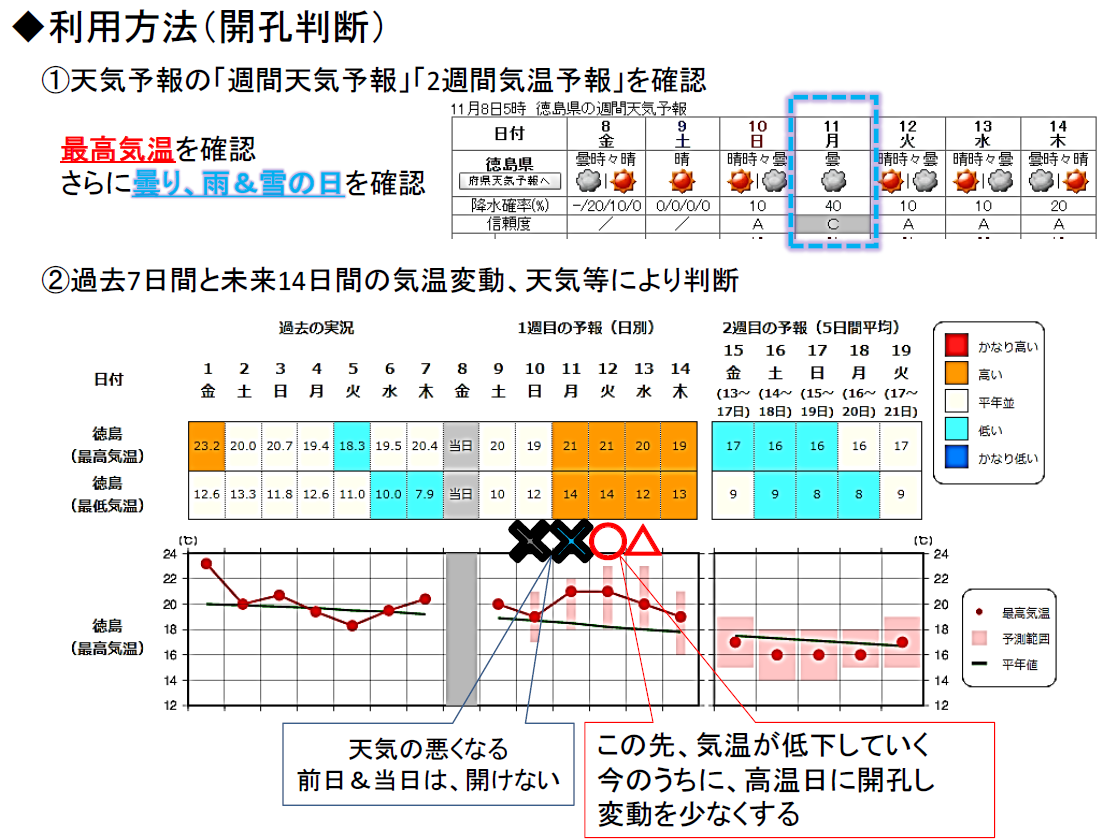 ◆利用方法（開孔判断）
①天気予報の「週間天気予報」「2週間気温予報」を確認
最高気温を確認
さらに曇り、雨＆雪の日を確認
11月8日5時 徳島県の週間天気予報
日付 8 金 9 土 10 日 11 月 12 火 13 水 14 木
徳島県 曇時々晴 晴 晴時々曇 曇 晴時々曇 晴時々曇 曇時々晴
府県天気予報へ
降水確率(%) -/20/10/0 0/0/0/0 10 40 10 10 20
信頼度 ／ ／ A C A A A
②過去7日間と未来14日間の気温変動、天気等により判断
過去の実況 1週目の予報（日別） 2週目の予報（5日間平均）
日付 1 金 2 土 3 日 4 月 5 火 6 水 7 木 8 金 9 土 10 日 11 月 12 火 13 水 14 木 15 金 (13～17日) 16 土 (14～18日) 17 日 (15～19日) 18 月 (16～20日) 19 火 (17～21日)
徳島（最高気温） 23.2 20.0 20.7 19.4 18.3 19.5 20.4 当日 20 19 21 21 20 19 17 16 16 16 17
徳島（最低気温） 12.6 13.3 11.8 12.6 11.0 10.0 7.9 当日 10 12 14 14 12 13 9 9 8 8 9
かなり高い
高い
平年並
低い
かなり低い
(℃) (℃)
24 24
22 22
20 20
18 18
16 16
14 14
12 12
徳島
（最高気温）
最高気温
予測範囲
平年値
天気の悪くなる
前日＆当日は、開けない
この先、気温が低下していく
今のうちに、高温日に開孔し
変動を少なくする